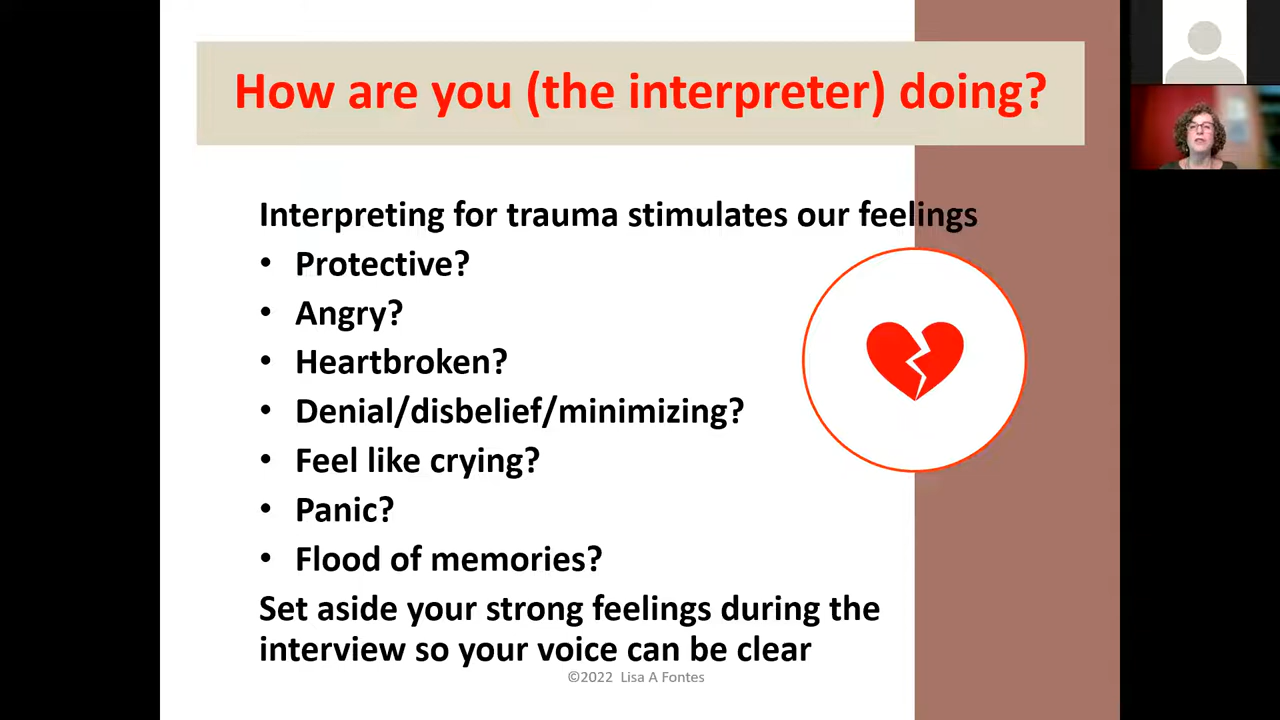 How are you (the interpreter) doing?
Interpreting for trauma stimulates our feelings
• Protective?
• Angry?
• Heartbroken?
• Denial/disbelief/minimizing?
• Feel like crying?
• Panic?
• Flood of memories?
Set aside your strong feelings during the
interview so your voice can be clear
©2022 Lisa A Fontes